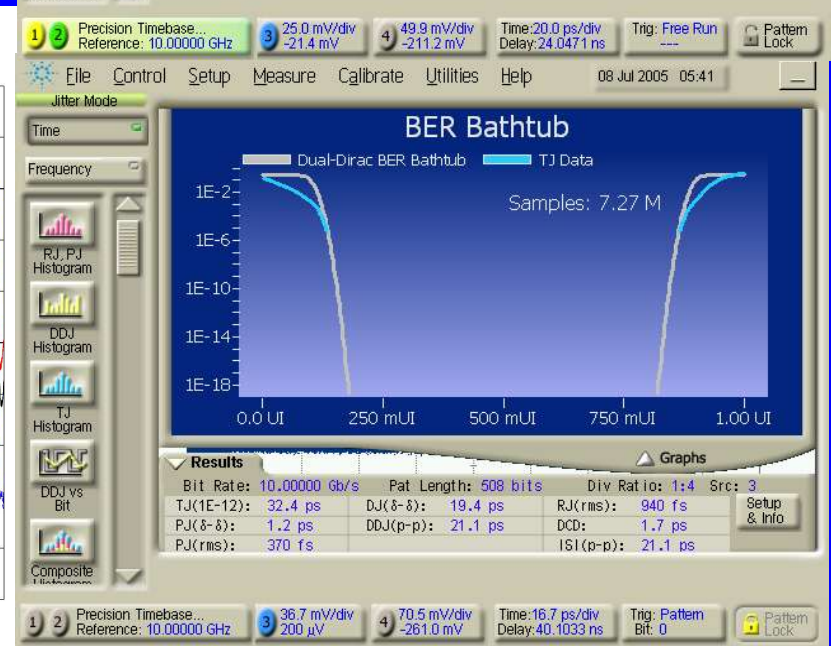 1 2 Precision Timebase... 3 25.0 mV/div 4 49.9 mV/div Time:20.0 ps/div Trig: Free Run Pattern
Reference: 10.00000 GHz -21.4 mV -211.2 mV Delay:24.0471 ns --- Lock
File Control Setup Measure Calibrate Utilities Help 08 Jul 2005 05:41
Jitter Mode
Time
Frequency
RJ, PJ
Histogram
DDJ
Histogram
TJ
Histogram
DDJ vs
Bit
Composite
BER Bathtub
Dual-Dirac BER Bathtub TJ Data
Samples: 7.27 M
1E-2
1E-6
1E-10
1E-14
1E-18
0.0 UI 250 mUI 500 mUI 750 mUI 1.00 UI
Results Graphs
Bit Rate: 10.00000 Gb/s Pat Length: 508 bits Div Ratio: 1:4 Src: 3
TJ(1E-12): 32.4 ps DJ(δ-δ): 19.4 ps RJ(rms): 940 fs
PJ(δ-δ): 1.2 ps DDJ(p-p): 21.1 ps DCD: 1.7 ps
PJ(rms): 370 fs ISI(p-p): 21.1 ps
Setup
& Info
1 2 Precision Timebase... 3 36.7 mV/div 4 70.5 mV/div Time:16.7 ps/div Trig: Pattern Pattern
Reference: 10.00000 GHz 200 µV -261.0 mV Delay:40.1033 ns Bit: 0 Lock